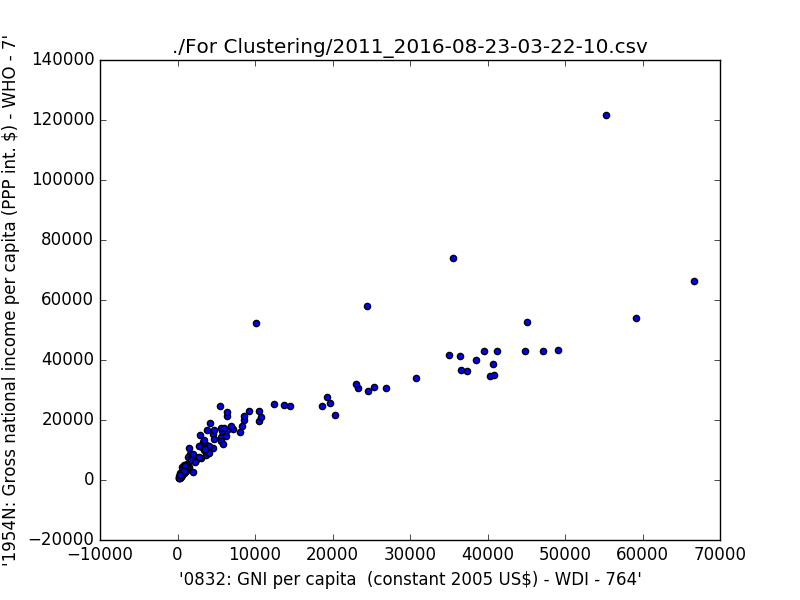 ./For Clustering/2011_2016-08-23-03-22-10.csv
'1954N: Gross national income per capita (PPP int. $) - WHO - 7'
140000
120000
100000
80000
60000
40000
20000
0
−20000
−10000 0 10000 20000 30000 40000 50000 60000 70000
'0832: GNI per capita  (constant 2005 US$) - WDI - 764'